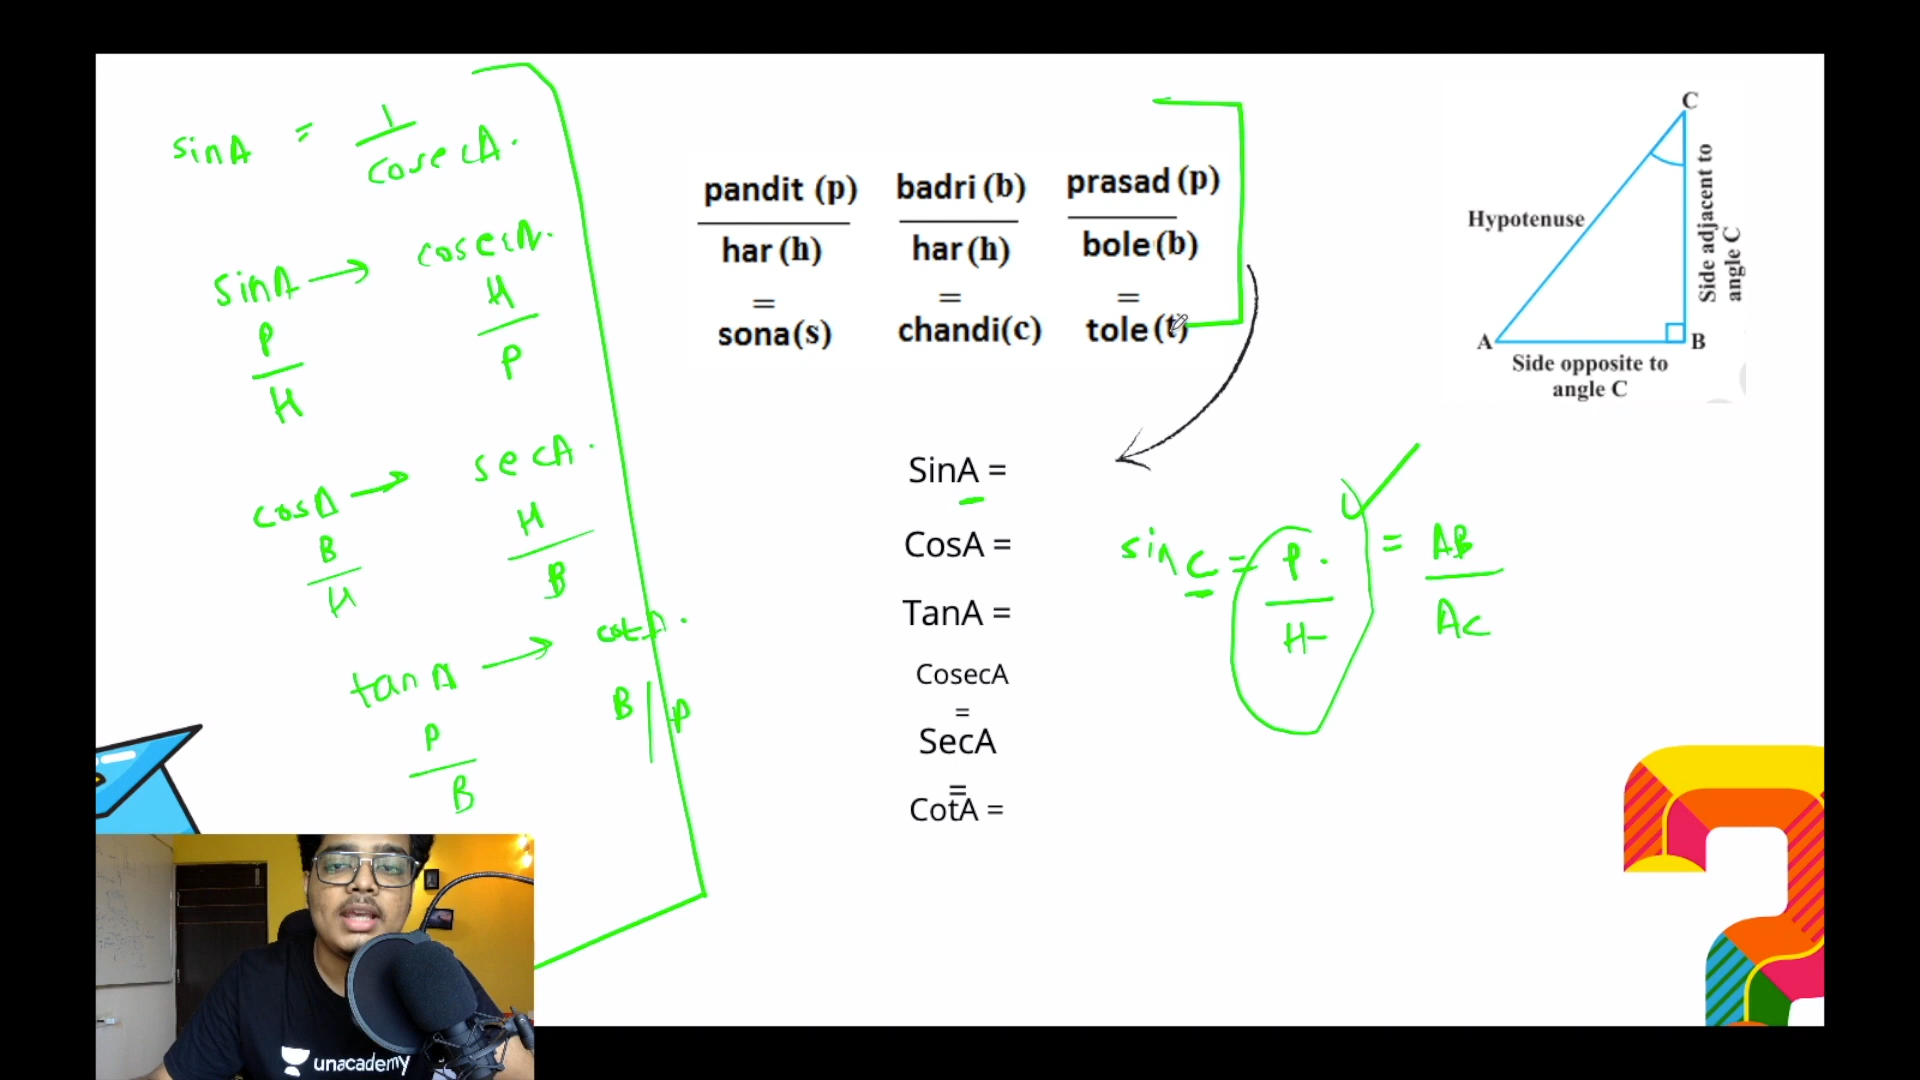 sinA = 1
cosecA.
sinA → cosecA.
P
H
H
P
cosA → secA.
B
H
H
B
tanA → cotA.
P
B
B | P
pandit (p) badri (b) prasad (p)
har (h) har (h) bole (b)
= = =
sona(s) chandi(c) tole (t)
SinA =
CosA =
TanA =
CosecA
=
SecA
=
CotA =
sin C = P. = AB
H AC
C
Hypotenuse
Side adjacent to
angle C
A
B
Side opposite to
angle C
unacademy